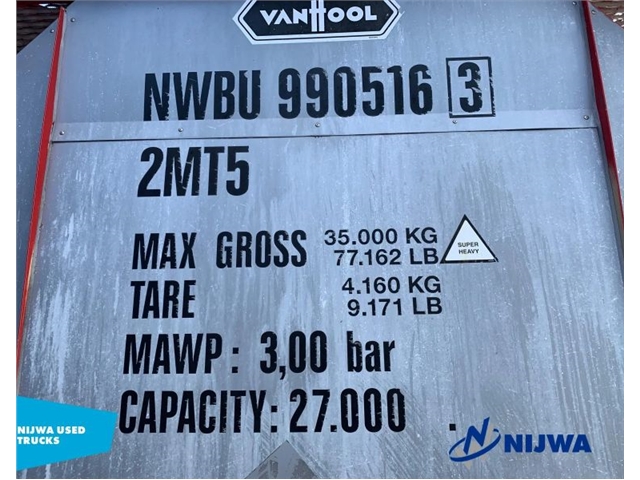 VANHOOL
NWBU 990516 3
2MT5
MAX GROSS 35.000 KG
77.162 LB
SUPER
HEAVY
TARE 4.160 KG
9.171 LB
MAWP: 3,00 bar
CAPACITY: 27.000 .
NIJWA USED
TRUCKS
NIJWA